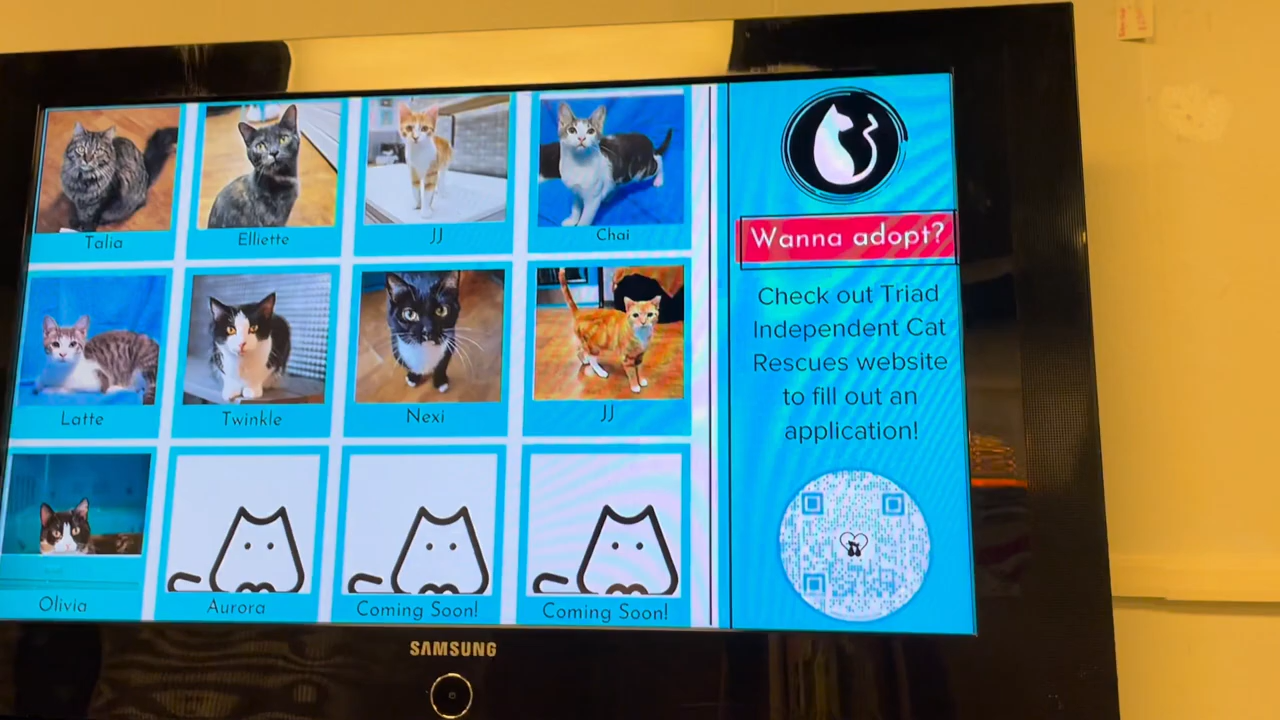 Talia
Elliette
JJ
Chai
Latte
Twinkle
Nexi
JJ
Olivia
Aurora
Coming Soon!
Coming Soon!
Wanna adopt?
Check out Triad
Independent Cat
Rescues website
to fill out an
application!
SAMSUNG